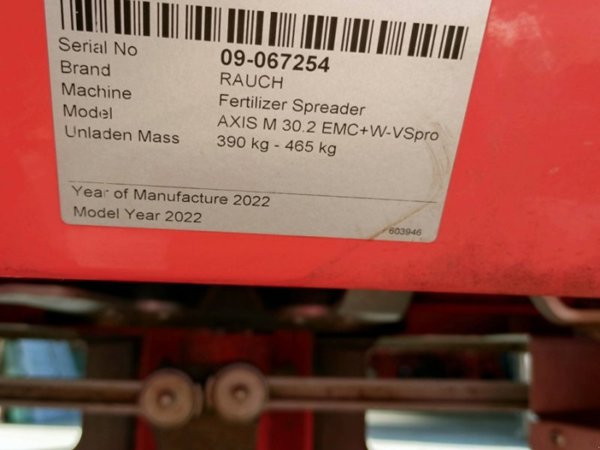 Serial No 09-067254
Brand RAUCH
Machine Fertilizer Spreader
Model AXIS M 30.2 EMC+W-VSpro
Unladen Mass 390 kg - 465 kg
Year of Manufacture 2022
Model Year 2022
603946